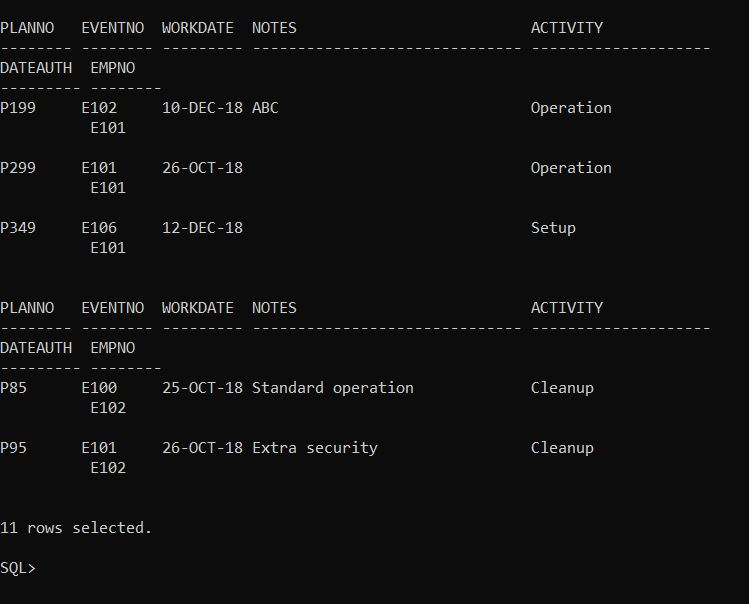 PLANNO   EVENTNO  WORKDATE  NOTES                          ACTIVITY
-------- -------- --------- ------------------------------ --------------------
DATEAUTH  EMPNO
--------- --------
P199     E102     10-DEC-18 ABC                            Operation
          E101
P299     E101     26-OCT-18                                Operation
          E101
P349     E106     12-DEC-18                                Setup
          E101
PLANNO   EVENTNO  WORKDATE  NOTES                          ACTIVITY
-------- -------- --------- ------------------------------ --------------------
DATEAUTH  EMPNO
--------- --------
P85      E100     25-OCT-18 Standard operation             Cleanup
          E102
P95      E101     26-OCT-18 Extra security                 Cleanup
          E102
11 rows selected.
SQL>